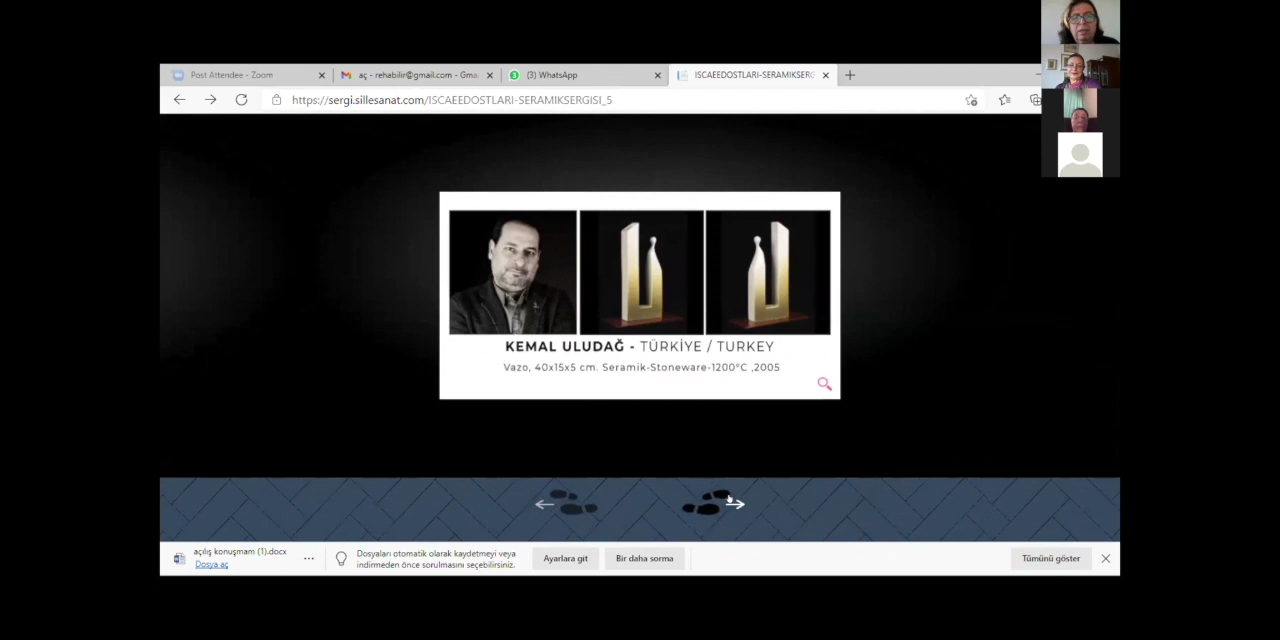 Post Attendee - Zoom
aç - rehabilir@gmail.com - Gma
(3) WhatsApp
ISCAEEDOSTLARI-SERAMIKSERG
https://sergi.sillesanat.com/ISCAEEDOSTLARI-SERAMIKSERGISI_5
KEMAL ULUDAĞ - TÜRKİYE / TURKEY
Vazo, 40x15x5 cm. Seramik-Stoneware-1200°C ,2005
açılış konuşmam (1).docx
Dosya aç
Dosyaları otomatik olarak kaydetmeyi veya
indirmeden önce sorulmasını seçebilirsiniz.
Ayarlara git
Bir daha sorma
Tümünü göster